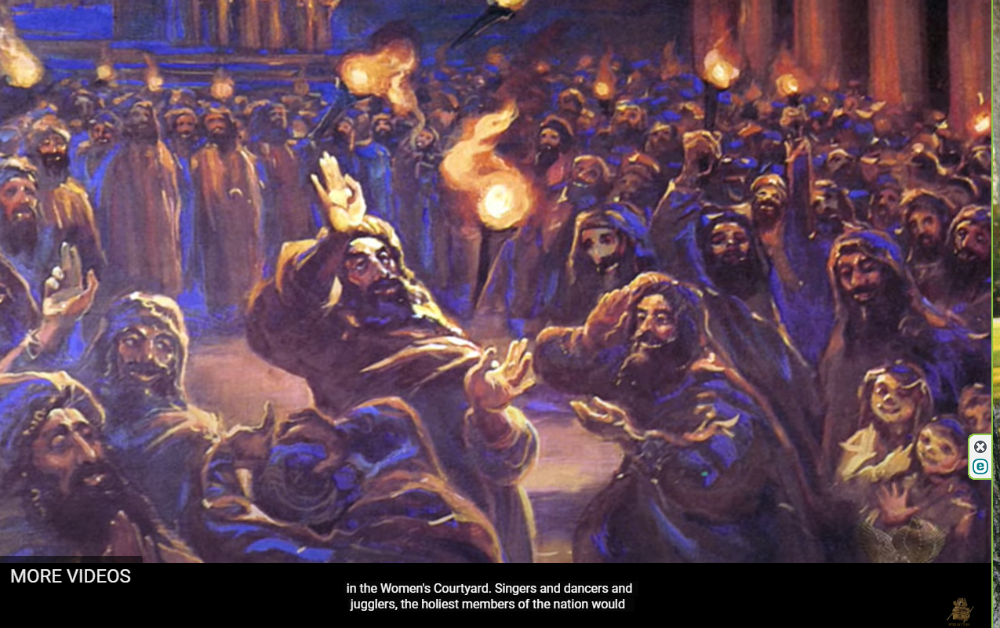 MORE VIDEOS
in the Women's Courtyard. Singers and dancers and
jugglers, the holiest members of the nation would